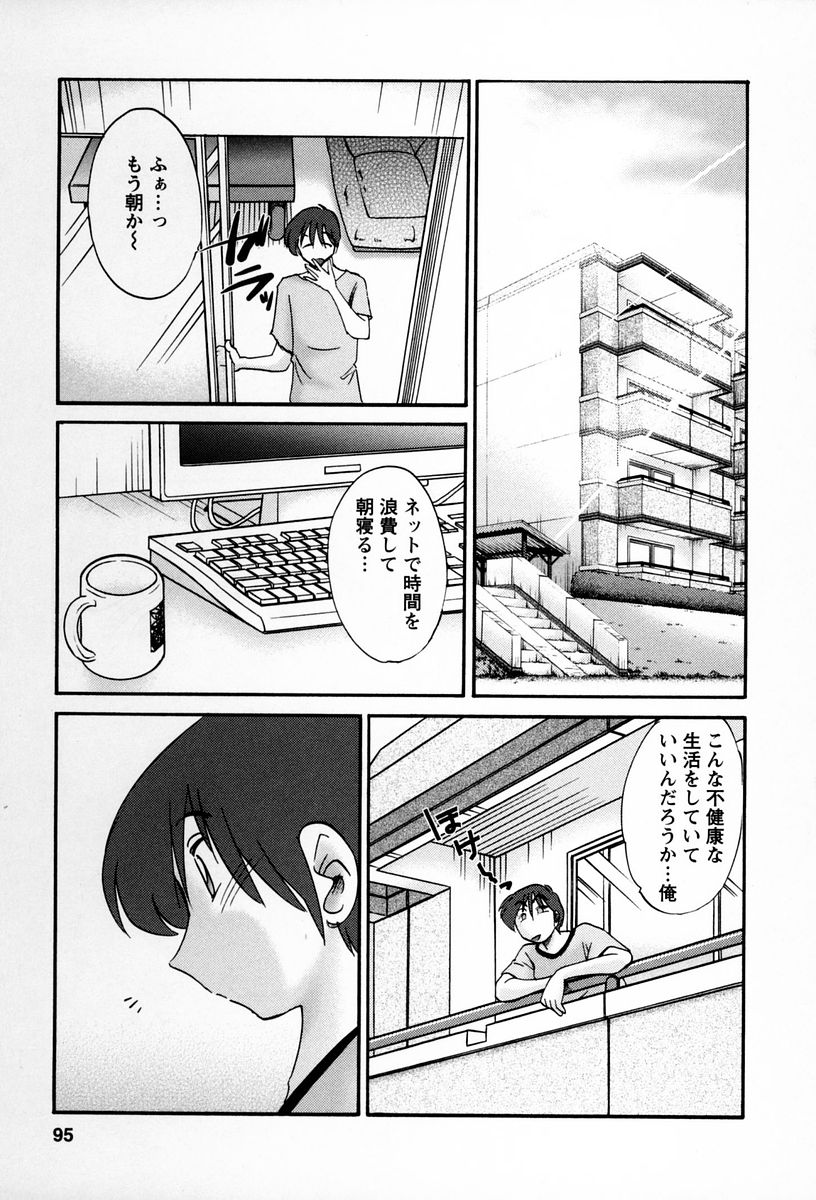 ふぁ…っ
もう朝か～
ガラッ
ネットで時間を
浪費して
朝寝る…
こんな不健康な
生活をしていて
いいんだろうか…俺
ぼけ～っ
95